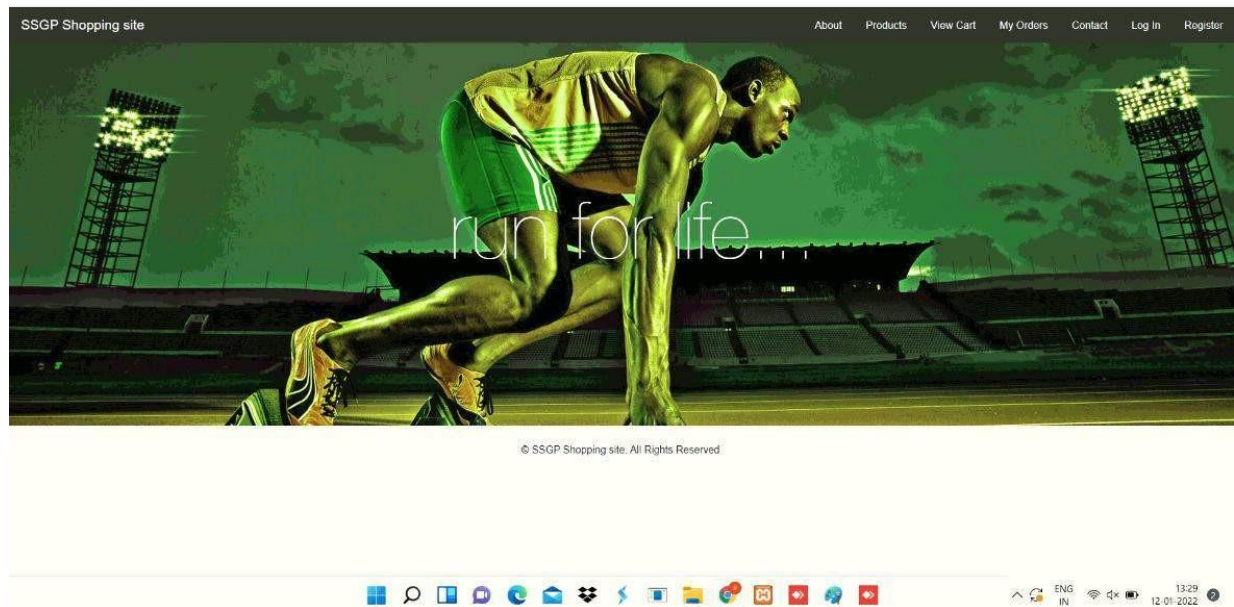 SSGP Shopping site About Products View Cart My Orders Contact Log In Register
run for life...
© SSGP Shopping site. All Rights Reserved.
ENG 13:29
IN 12-01-2022 2